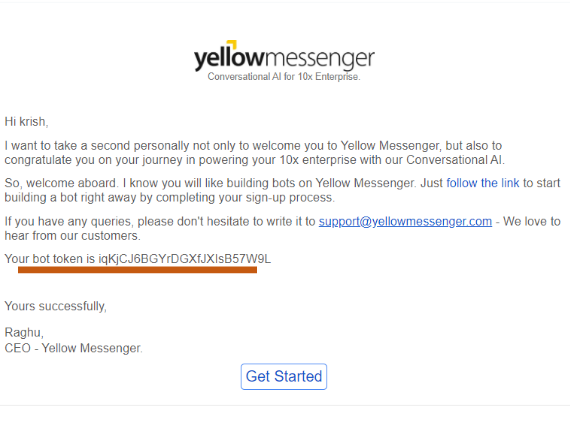 yellowmessenger
Conversational AI for 10x Enterprise.
Hi krish,
I want to take a second personally not only to welcome you to Yellow Messenger, but also to
congratulate you on your journey in powering your 10x enterprise with our Conversational AI.
So, welcome aboard. I know you will like building bots on Yellow Messenger. Just follow the link to start
building a bot right away by completing your sign-up process.
If you have any queries, please don't hesitate to write it to support@yellowmessenger.com - We love to
hear from our customers.
Your bot token is iqKjCJ6BGYrDGXfJXIsB57W9L
Yours successfully,
Raghu,
CEO - Yellow Messenger.
Get Started